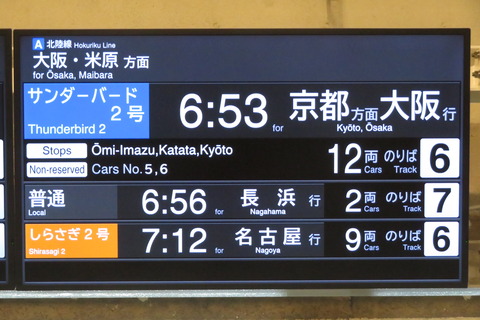 A 北陸線 Hokuriku Line
大阪・米原 方面
for Ōsaka, Maibara
サンダーバード 2号 6:53 京都方面大阪行
Thunderbird 2 for Kyōto, Ōsaka
Stops Ōmi-Imazu,Katata,Kyōto 12両 のりば 6
Non-reserved Cars No.5,6 Cars Track
普通 6:56 長浜行 2両 のりば 7
Local for Nagahama Cars Track
しらさぎ2号 7:12 名古屋行 9両 のりば 6
Shirasagi 2 for Nagoya Cars Track